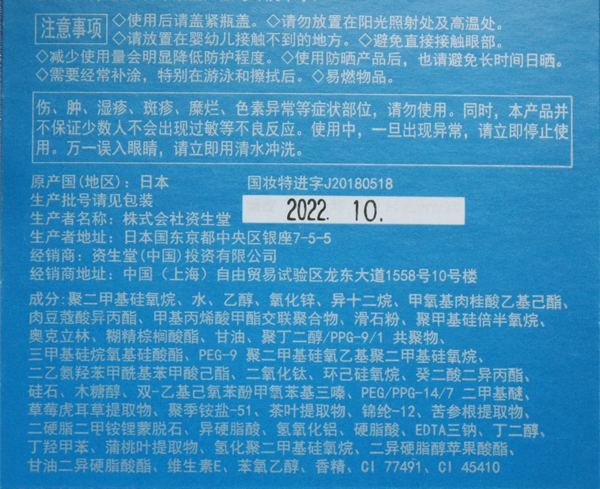 注意事项
◇使用后请盖紧瓶盖。◇请勿放置在阳光照射处及高温处。
◇请放置在婴幼儿接触不到的地方。◇避免直接接触眼部。
◇减少使用量会明显降低防护程度。◇使用防晒产品后，也请避免长时间日晒。
◇需要经常补涂，特别在游泳和擦拭后。◇易燃物品。
伤、肿、湿疹、斑疹、糜烂、色素异常等症状部位，请勿使用。同时，本产品并
不保证少数人不会出现过敏等不良反应。使用中，一旦出现异常，请立即停止使
用。万一误入眼睛，请立即用清水冲洗。
原产国(地区)：日本 国妆特进字J20180518
生产批号请见包装
2022. 10.
生产者名称：株式会社资生堂
生产者地址：日本国东京都中央区银座7-5-5
经销商：资生堂(中国)投资有限公司
经销商地址：中国（上海）自由贸易试验区龙东大道1558号10号楼
成分:聚二甲基硅氧烷、水、乙醇、氧化锌、异十二烷、甲氧基肉桂酸乙基己酯、
肉豆蔻酸异丙酯、甲基丙烯酸甲酯交联聚合物、滑石粉、聚甲基硅倍半氧烷、
奥克立林、糊精棕榈酸酯、甘油、聚丁二醇/PPG-9/1 共聚物、
三甲基硅烷氧基硅酸酯、PEG-9 聚二甲基硅氧乙基聚二甲基硅氧烷、
二乙氨羟苯甲酰基苯甲酸己酯、二氧化钛、环己硅氧烷、癸二酸二异丙酯、
硅石、木糖醇、双-乙基己氧苯酚甲氧苯基三嗪、PEG/PPG-14/7 二甲基醚、
草莓虎耳草提取物、聚季铵盐-51、茶叶提取物、锦纶-12、苦参根提取物、
二硬脂二甲铵锂蒙脱石、异硬脂酸、氢氧化铝、硬脂酸、EDTA三钠、丁二醇、
丁羟甲苯、蒲桃叶提取物、氢化聚二甲基硅氧烷、二异硬脂醇苹果酸酯、
甘油二异硬脂酸酯、维生素E、苯氧乙醇、香精、CI 77491、CI 45410